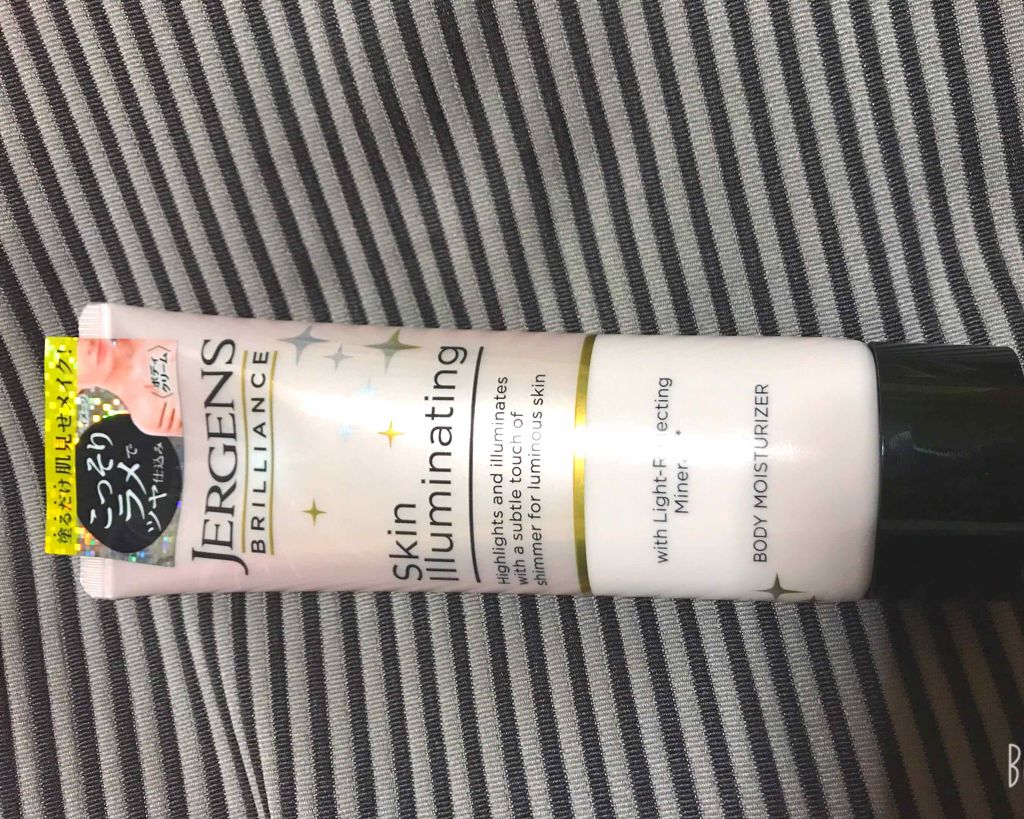 塗るだけ肌見せメイク!
こっそり
ラメで
ツヤ仕込み
〈ボディ
クリーム〉
JERGENS
BRILLIANCE
Skin
Illuminating
Highlights and illuminates
with a subtle touch of
shimmer for luminous skin
with
BODY MOISTURIZER
B